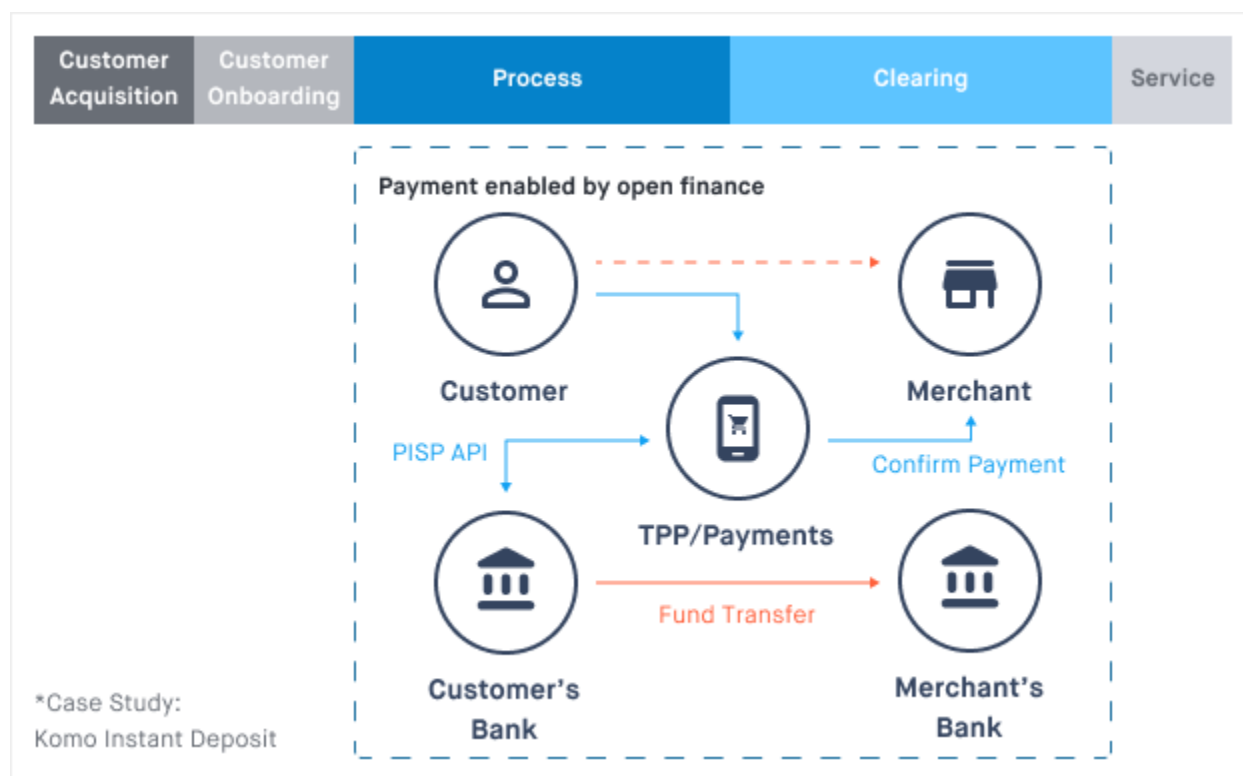 Customer
Acquisition
Customer
Onboarding
Process
Clearing
Service
Payment enabled by open finance
Customer
Merchant
PISP API
Confirm Payment
TPP/Payments
Fund Transfer
Customer's
Bank
Merchant's
Bank
*Case Study:
Komo Instant Deposit